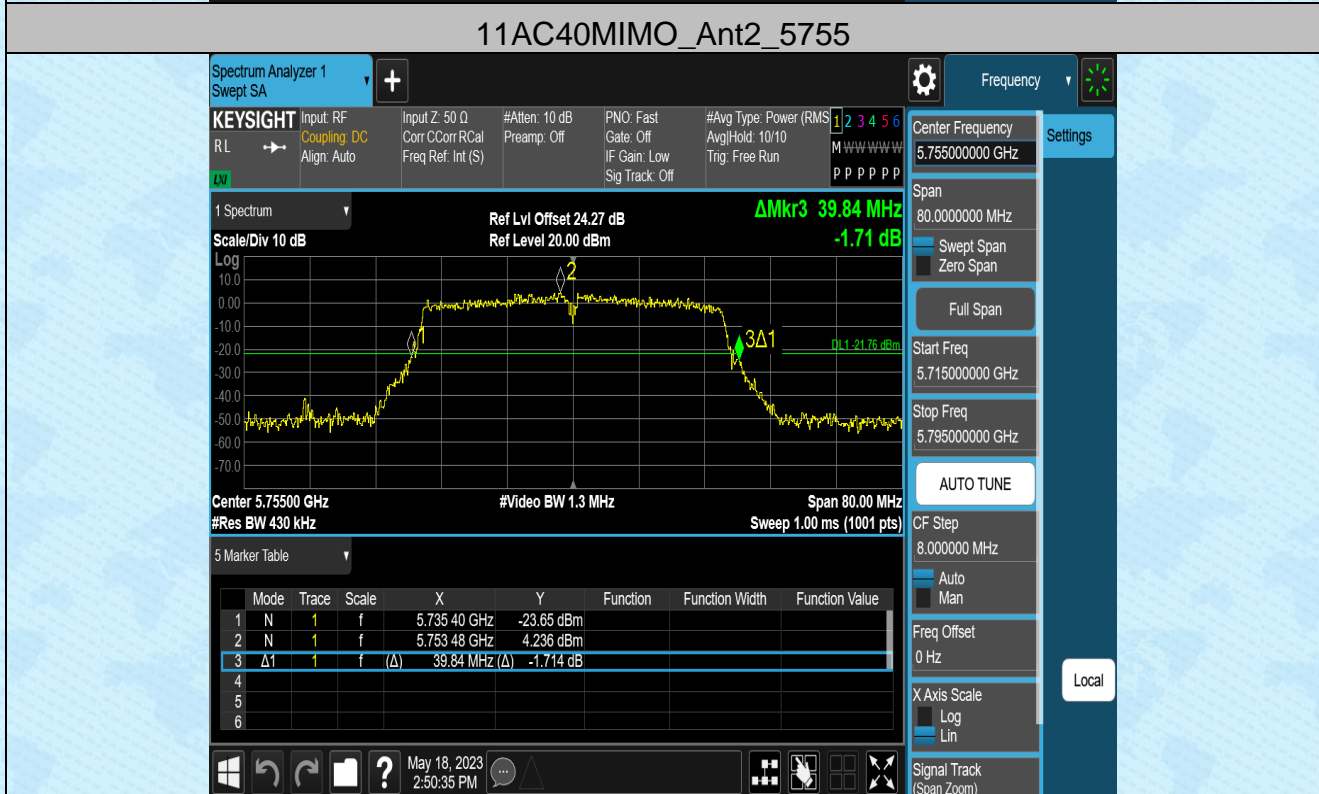 11AC40MIMO_Ant2_5755
Spectrum Analyzer 1
Swept SA
Frequency
KEYSIGHT
RL
LXI
Input: RF
Coupling: DC
Align: Auto
Input Z: 50 Ω
Corr CCorr RCal
Freq Ref: Int (S)
#Atten: 10 dB
Preamp: Off
PNO: Fast
Gate: Off
IF Gain: Low
Sig Track: Off
#Avg Type: Power (RMS
Avg|Hold: 10/10
Trig: Free Run
1 2 3 4 5 6
M W W W W W
P P P P P P
1 Spectrum
Scale/Div 10 dB
Ref Lvl Offset 24.27 dB
Ref Level 20.00 dBm
ΔMkr3 39.84 MHz
-1.71 dB
Log
10.0
0.00
-10.0
-20.0
-30.0
-40.0
-50.0
-60.0
-70.0
1
2
3Δ1
DL1 -21.76 dBm
Center 5.75500 GHz
#Video BW 1.3 MHz
Span 80.00 MHz
#Res BW 430 kHz
Sweep 1.00 ms (1001 pts)
5 Marker Table
Mode Trace Scale X Y Function Function Width Function Value
1 N 1 f 5.735 40 GHz -23.65 dBm
2 N 1 f 5.753 48 GHz 4.236 dBm
3 Δ1 1 f (Δ) 39.84 MHz (Δ) -1.714 dB
4
5
6
May 18, 2023
2:50:35 PM
Center Frequency
5.755000000 GHz
Settings
Span
80.0000000 MHz
Swept Span
Zero Span
Full Span
Start Freq
5.715000000 GHz
Stop Freq
5.795000000 GHz
AUTO TUNE
CF Step
8.000000 MHz
Auto
Man
Freq Offset
0 Hz
X Axis Scale
Log
Lin
Local
Signal Track
(Span Zoom)